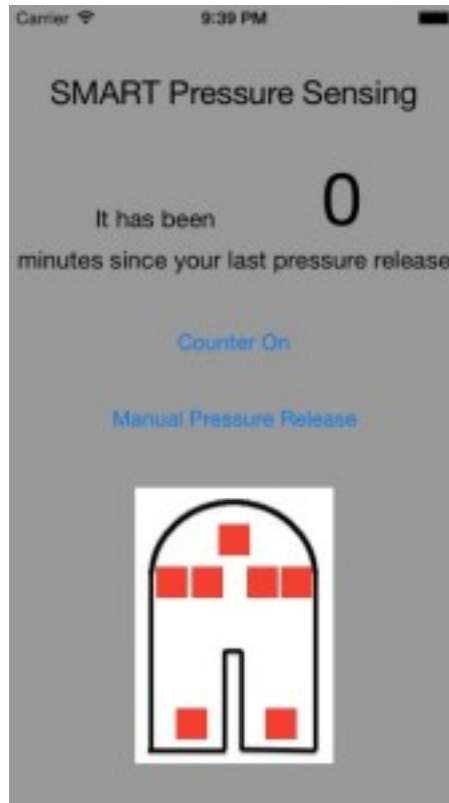 Carrier 9:39 PM
SMART Pressure Sensing
It has been 0
minutes since your last pressure release
Counter On
Manual Pressure Release